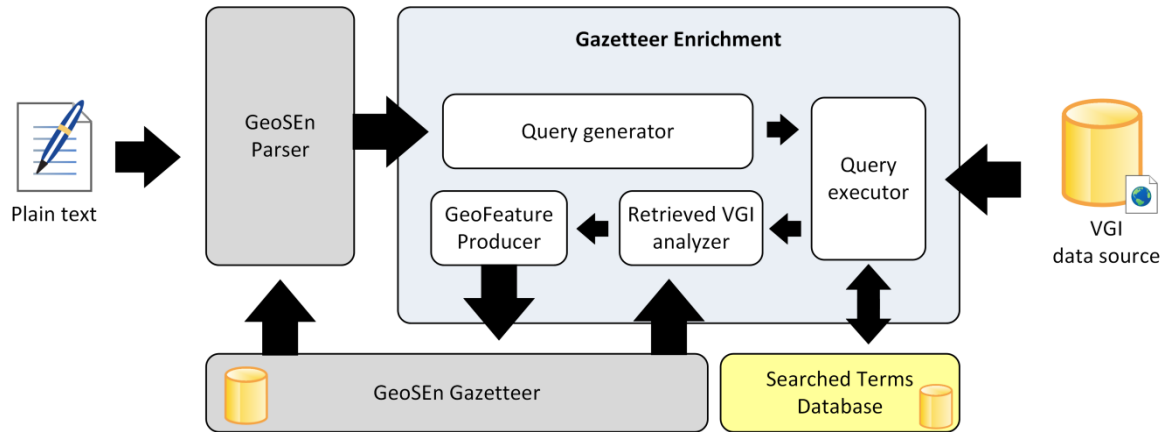 Gazetteer Enrichment
GeoSEn
Parser
Query generator
Query
executor
Plain text
GeoFeature
Producer
Retrieved VGI
analyzer
VGI
data source
GeoSEn Gazetteer
Searched Terms
Database